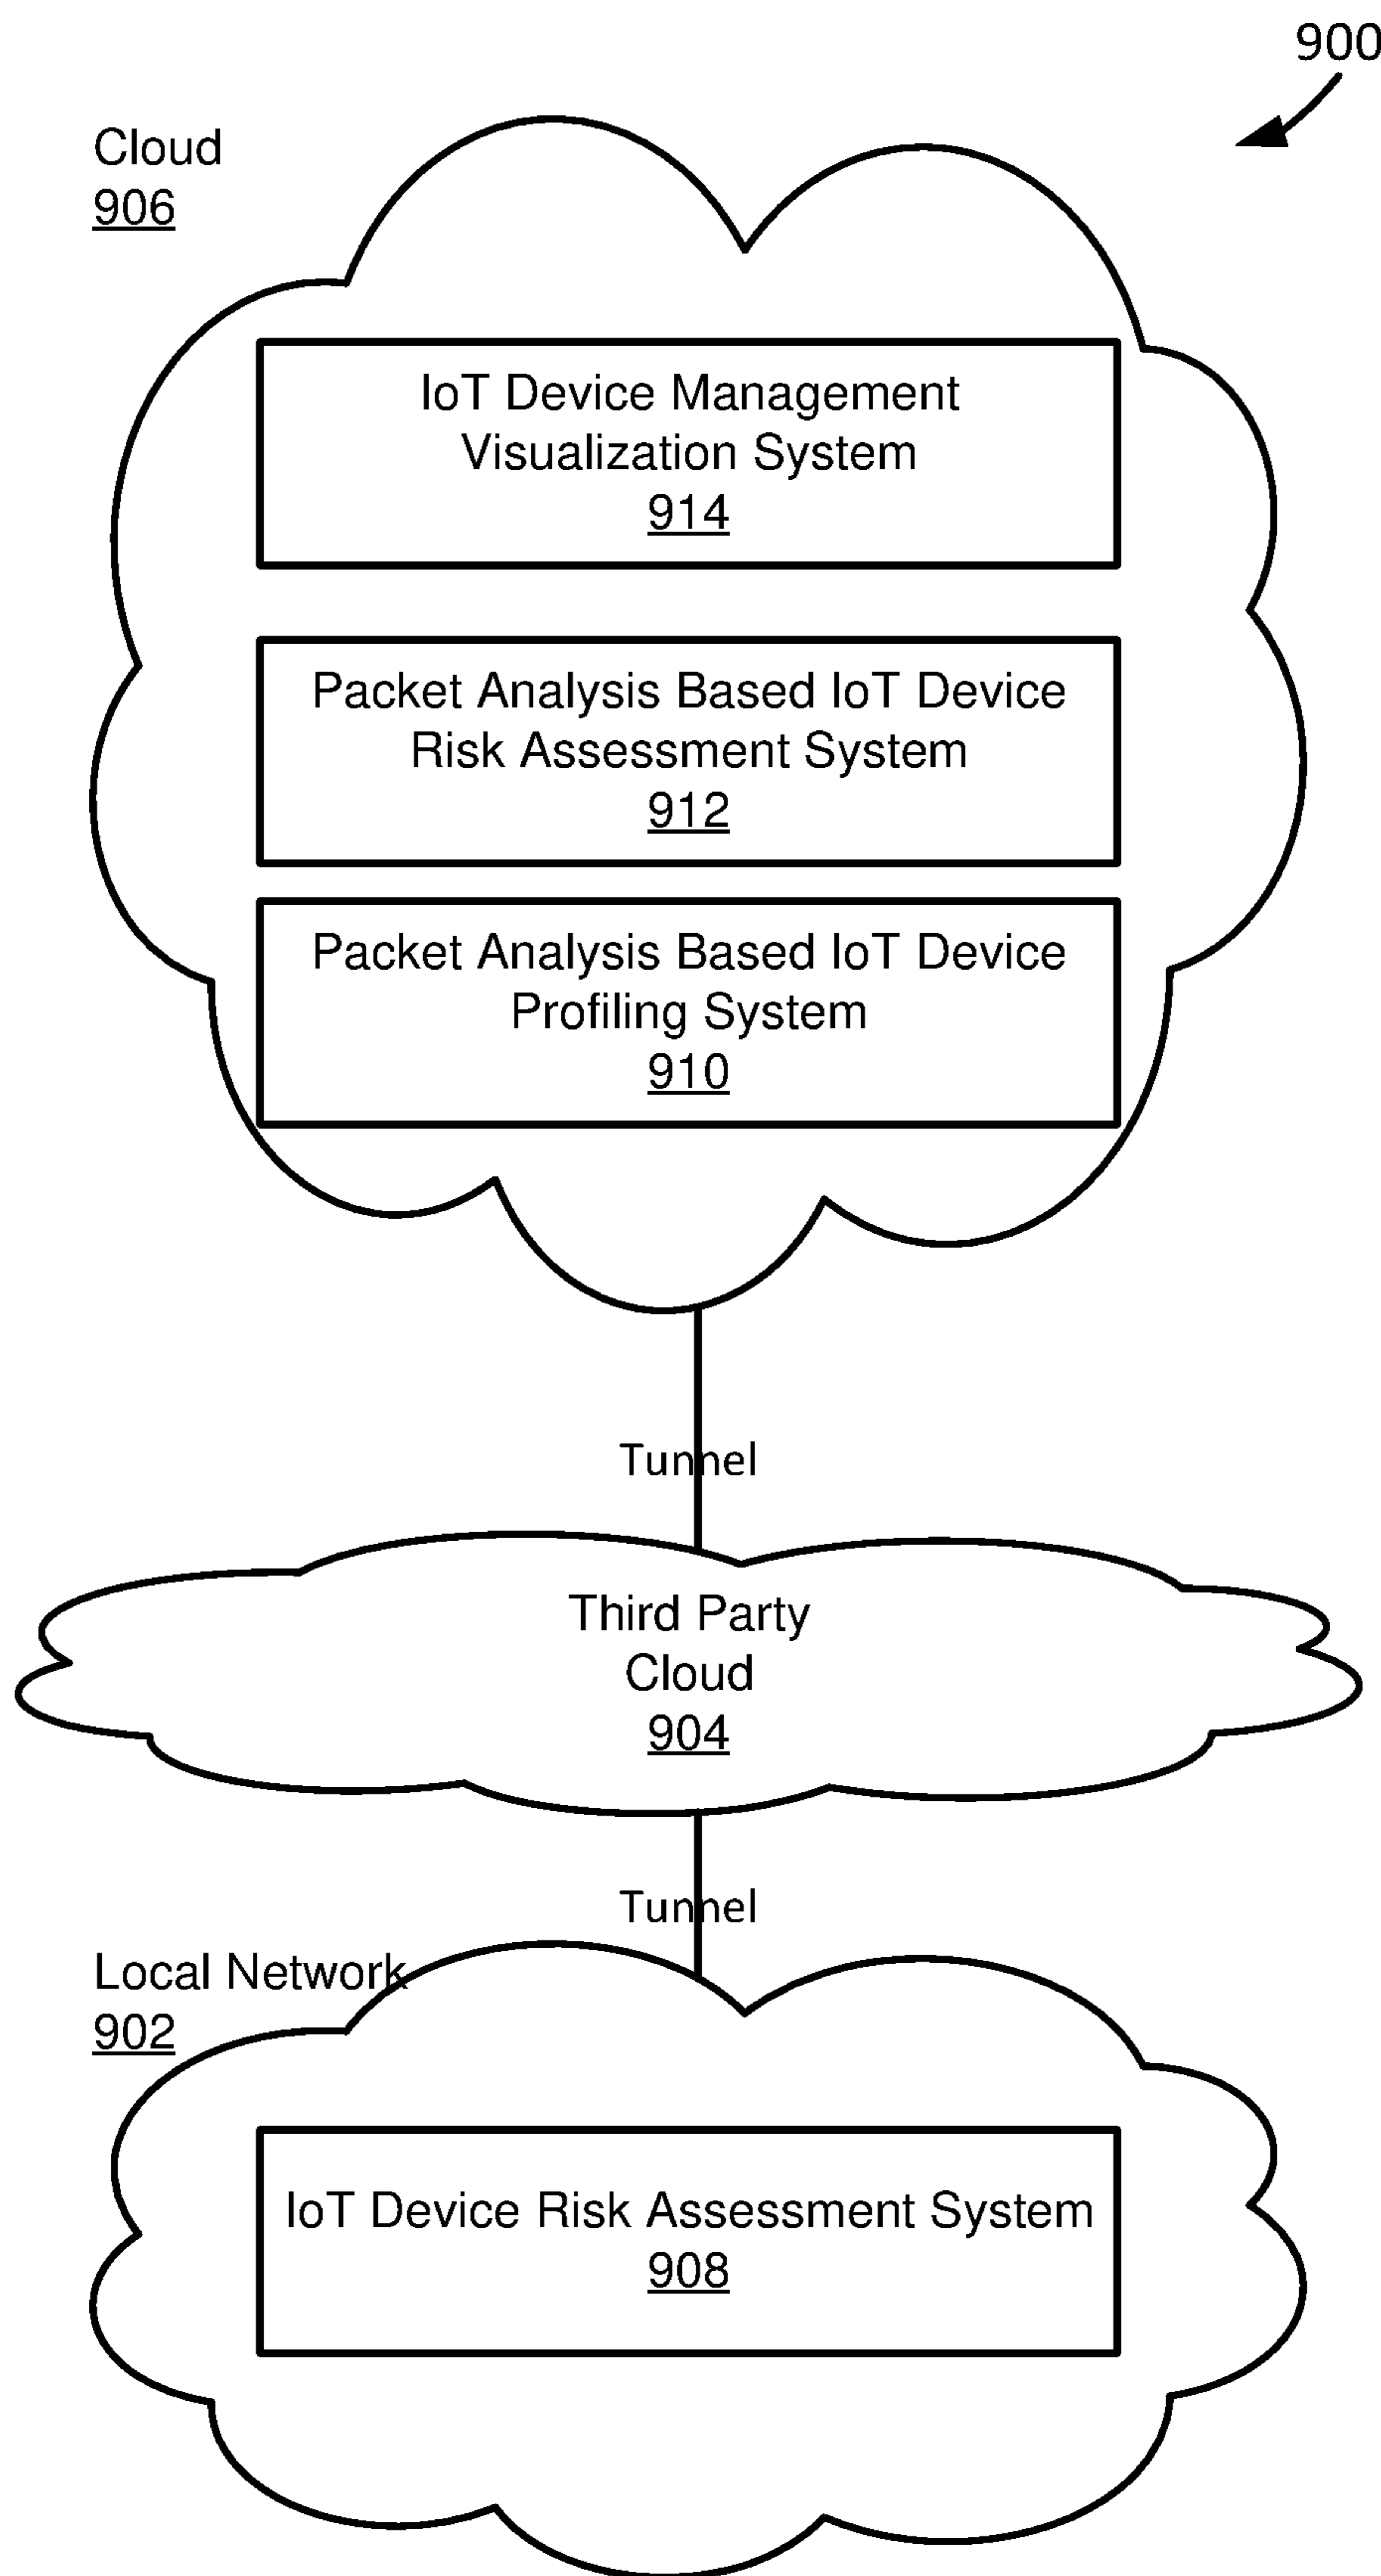 900
Cloud
906
IoT Device Management
Visualization System
914
Packet Analysis Based IoT Device
Risk Assessment System
912
Packet Analysis Based IoT Device
Profiling System
910
Tunnel
Third Party
Cloud
904
Tunnel
Local Network
902
IoT Device Risk Assessment System
908